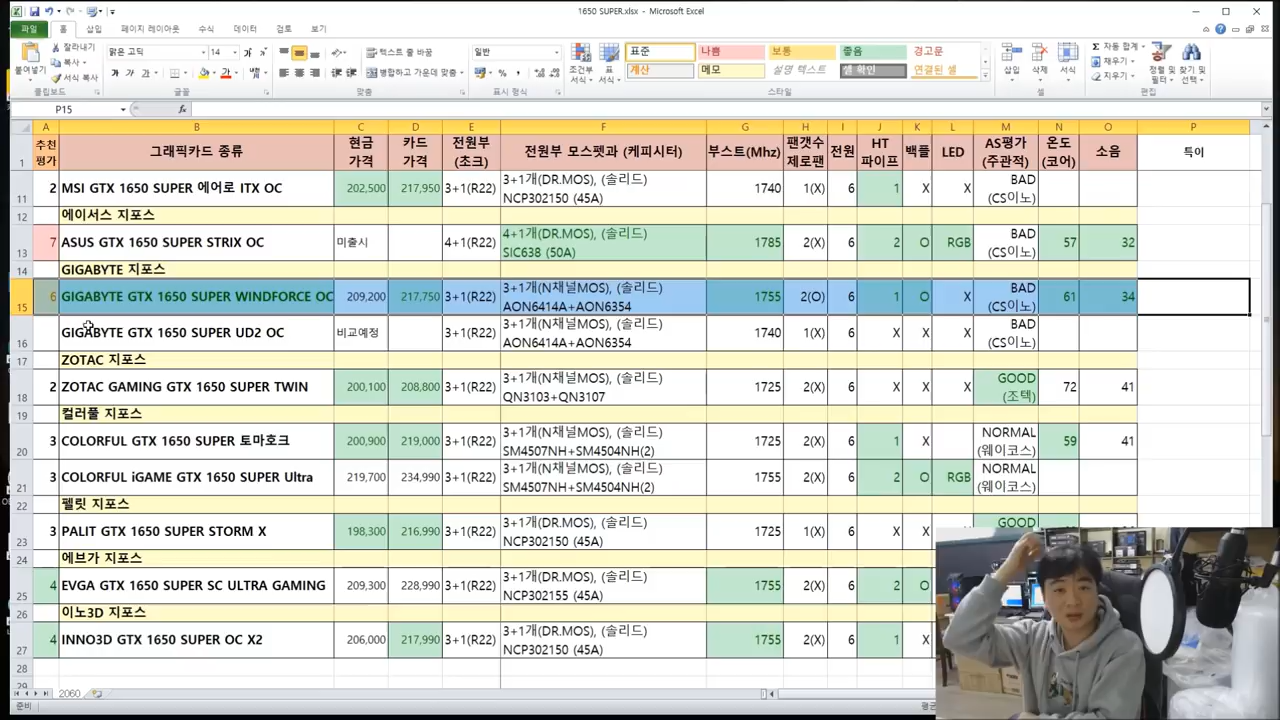 1650 SUPER.xlsx - Microsoft Excel
파일 홈 삽입 페이지 레이아웃 수식 데이터 검토 보기
붙여넣기 잘라내기 복사 서식 복사 클립보드
맑은 고딕 14 글꼴
텍스트 줄 바꿈 병합하고 가운데 맞춤 맞춤
일반 표시 형식
조건부 서식 표 서식
표준 나쁨 보통 좋음 경고문
계산 메모 설명 텍스트 셀 확인 연결된 셀
스타일
삽입 삭제 서식 셀
자동 합계 채우기 지우기 정렬 및 필터 찾기 및 선택 편집
P15 fx
A B C D E F G H I J K L M N O P
1 추천 평가 그래픽카드 종류 현금 가격 카드 가격 전원부 (초크) 전원부 모스펫과 (케피시터) 부스트(Mhz) 팬갯수 제로팬 전원 HT 파이프 백플 LED AS평가 (주관적) 온도 (코어) 소음 특이
11 2 MSI GTX 1650 SUPER 에어로 ITX OC 202,500 217,950 3+1(R22) 3+1개(DR.MOS), (솔리드) NCP302150 (45A) 1740 1(X) 6 1 X X BAD (CS이노)
12 에이서스 지포스
13 7 ASUS GTX 1650 SUPER STRIX OC 미출시 4+1(R22) 4+1개(DR.MOS), (솔리드) SIC638 (50A) 1785 2(X) 6 2 O RGB BAD (CS이노) 57 32
14 GIGABYTE 지포스
15 6 GIGABYTE GTX 1650 SUPER WINDFORCE OC 209,200 217,750 3+1(R22) 3+1개(N채널MOS), (솔리드) AON6414A+AON6354 1755 2(O) 6 1 O X BAD (CS이노) 61 34
16 GIGABYTE GTX 1650 SUPER UD2 OC 비교예정 3+1(R22) 3+1개(N채널MOS), (솔리드) AON6414A+AON6354 1740 1(X) 6 X X X BAD (CS이노)
17 ZOTAC 지포스
18 2 ZOTAC GAMING GTX 1650 SUPER TWIN 200,100 208,800 3+1(R22) 3+1개(N채널MOS), (솔리드) QN3103+QN3107 1725 2(X) 6 X X X GOOD (조텍) 72 41
19 컬러풀 지포스
20 3 COLORFUL GTX 1650 SUPER 토마호크 200,900 219,000 3+1(R22) 3+1개(N채널MOS), (솔리드) SM4507NH+SM4504NH(2) 1725 2(X) 6 1 X NORMAL (웨이코스) 59 41
21 3 COLORFUL iGAME GTX 1650 SUPER Ultra 219,700 234,990 3+1(R22) 3+1개(N채널MOS), (솔리드) SM4507NH+SM4504NH(2) 1755 2(X) 6 2 O RGB NORMAL (웨이코스)
22 펠릿 지포스
23 3 PALIT GTX 1650 SUPER STORM X 198,300 216,990 3+1(R22) 3+1개(DR.MOS), (솔리드) NCP302150 (45A) 1725 1(X) 6 X X X GOOD
24 에브가 지포스
25 4 EVGA GTX 1650 SUPER SC ULTRA GAMING 209,300 228,990 3+1(R22) 3+1개(DR.MOS), (솔리드) NCP302155 (45A) 1755 2(X) 6 2 O
26 이노3D 지포스
27 4 INNO3D GTX 1650 SUPER OC X2 206,000 217,990 3+1(R22) 3+1개(DR.MOS), (솔리드) NCP302150 (45A) 1755 2(X) 6 1 X
28
29
2060
준비